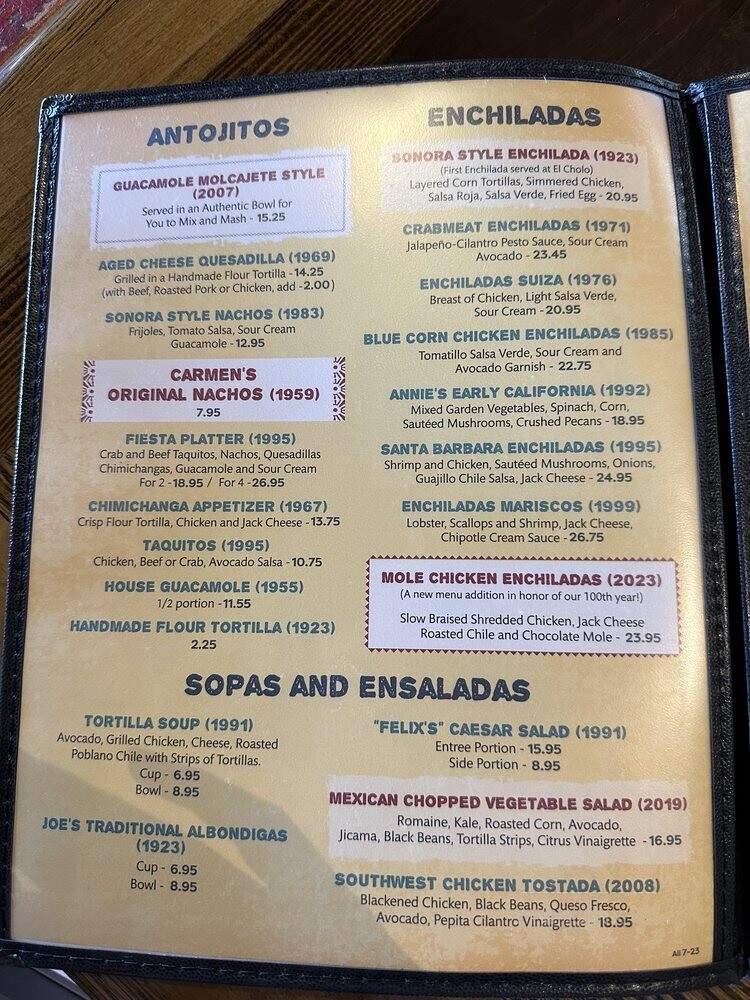 ANTOJITOS
GUACAMOLE MOLCAJETE STYLE
(2007)
Served in an Authentic Bowl for
You to Mix and Mash - 15.25
AGED CHEESE QUESADILLA (1969)
Grilled in a Handmade Flour Tortilla - 14.25
(with Beef, Roasted Pork or Chicken, add -2.00)
SONORA STYLE NACHOS (1983)
Frijoles, Tomato Salsa, Sour Cream
Guacamole - 12.95
CARMEN'S
ORIGINAL NACHOS (1959)
7.95
FIESTA PLATTER (1995)
Crab and Beef Taquitos, Nachos, Quesadillas
Chimichangas, Guacamole and Sour Cream
For 2 -18.95 / For 4 -26.95
CHIMICHANGA APPETIZER (1967)
Crisp Flour Tortilla, Chicken and Jack Cheese -13.75
TAQUITOS (1995)
Chicken, Beef or Crab, Avocado Salsa - 10.75
HOUSE GUACAMOLE (1955)
1/2 portion -11.55
HANDMADE FLOUR TORTILLA (1923)
2.25
ENCHILADAS
SONORA STYLE ENCHILADA (1923)
(First Enchilada served at El Cholo)
Layered Corn Tortillas, Simmered Chicken,
Salsa Roja, Salsa Verde, Fried Egg - 20.95
CRABMEAT ENCHILADAS (1971)
Jalapeño-Cilantro Pesto Sauce, Sour Cream
Avocado - 23.45
ENCHILADAS SUIZA (1976)
Breast of Chicken, Light Salsa Verde,
Sour Cream -20.95
BLUE CORN CHICKEN ENCHILADAS (1985)
Tomatillo Salsa Verde, Sour Cream and
Avocado Garnish - 22.75
ANNIE'S EARLY CALIFORNIA (1992)
Mixed Garden Vegetables, Spinach, Corn,
Sautéed Mushrooms, Crushed Pecans - 18.95
SANTA BARBARA ENCHILADAS (1995)
Shrimp and Chicken, Sautéed Mushrooms, Onions,
Guajillo Chile Salsa, Jack Cheese - 24.95
ENCHILADAS MARISCOS (1999)
Lobster, Scallops and Shrimp, Jack Cheese,
Chipotle Cream Sauce - 26.75
MOLE CHICKEN ENCHILADAS (2023)
(A new menu addition in honor of our 100th year!)
Slow Braised Shredded Chicken, Jack Cheese
Roasted Chile and Chocolate Mole - 23.95
SOPAS AND ENSALADAS
TORTILLA SOUP (1991)
Avocado, Grilled Chicken, Cheese, Roasted
Poblano Chile with Strips of Tortillas.
Cup - 6.95
Bowl - 8.95
JOE'S TRADITIONAL ALBONDIGAS
(1923)
Cup - 6.95
Bowl - 8.95
"FELIX'S" CAESAR SALAD (1991)
Entree Portion - 15.95
Side Portion - 8.95
MEXICAN CHOPPED VEGETABLE SALAD (2019)
Romaine, Kale, Roasted Corn, Avocado,
Jicama, Black Beans, Tortilla Strips, Citrus Vinaigrette - 16.95
SOUTHWEST CHICKEN TOSTADA (2008)
Blackened Chicken, Black Beans, Queso Fresco,
Avocado, Pepita Cilantro Vinaigrette - 18.95
All 7-23